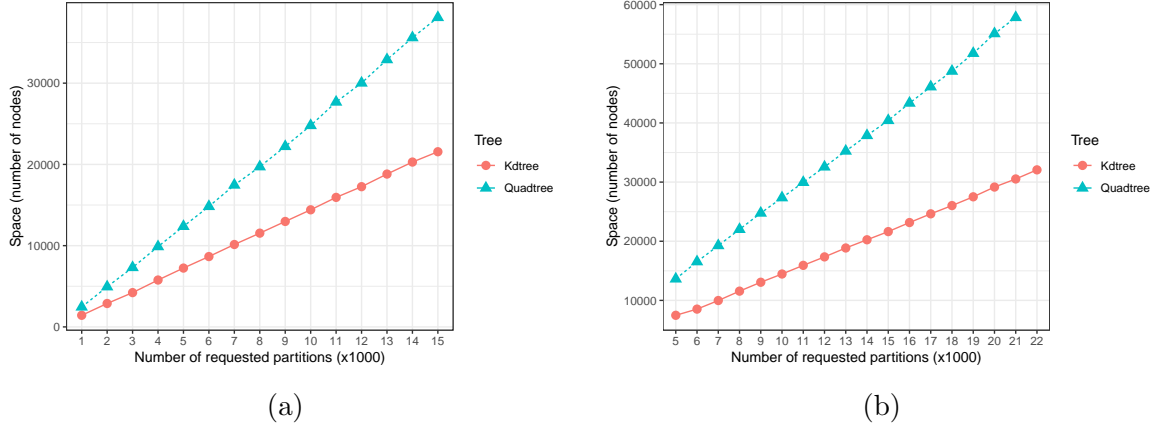 30000
20000
10000
0
Space (number of nodes)
1 2 3 4 5 6 7 8 9 10 11 12 13 14 15
Number of requested partitions (x1000)
Tree
Kdtree
Quadtree
(a)
60000
50000
40000
30000
20000
10000
Space (number of nodes)
5 6 7 8 9 10 11 12 13 14 15 16 17 18 19 20 21 22
Number of requested partitions (x1000)
Tree
Kdtree
Quadtree
(b)